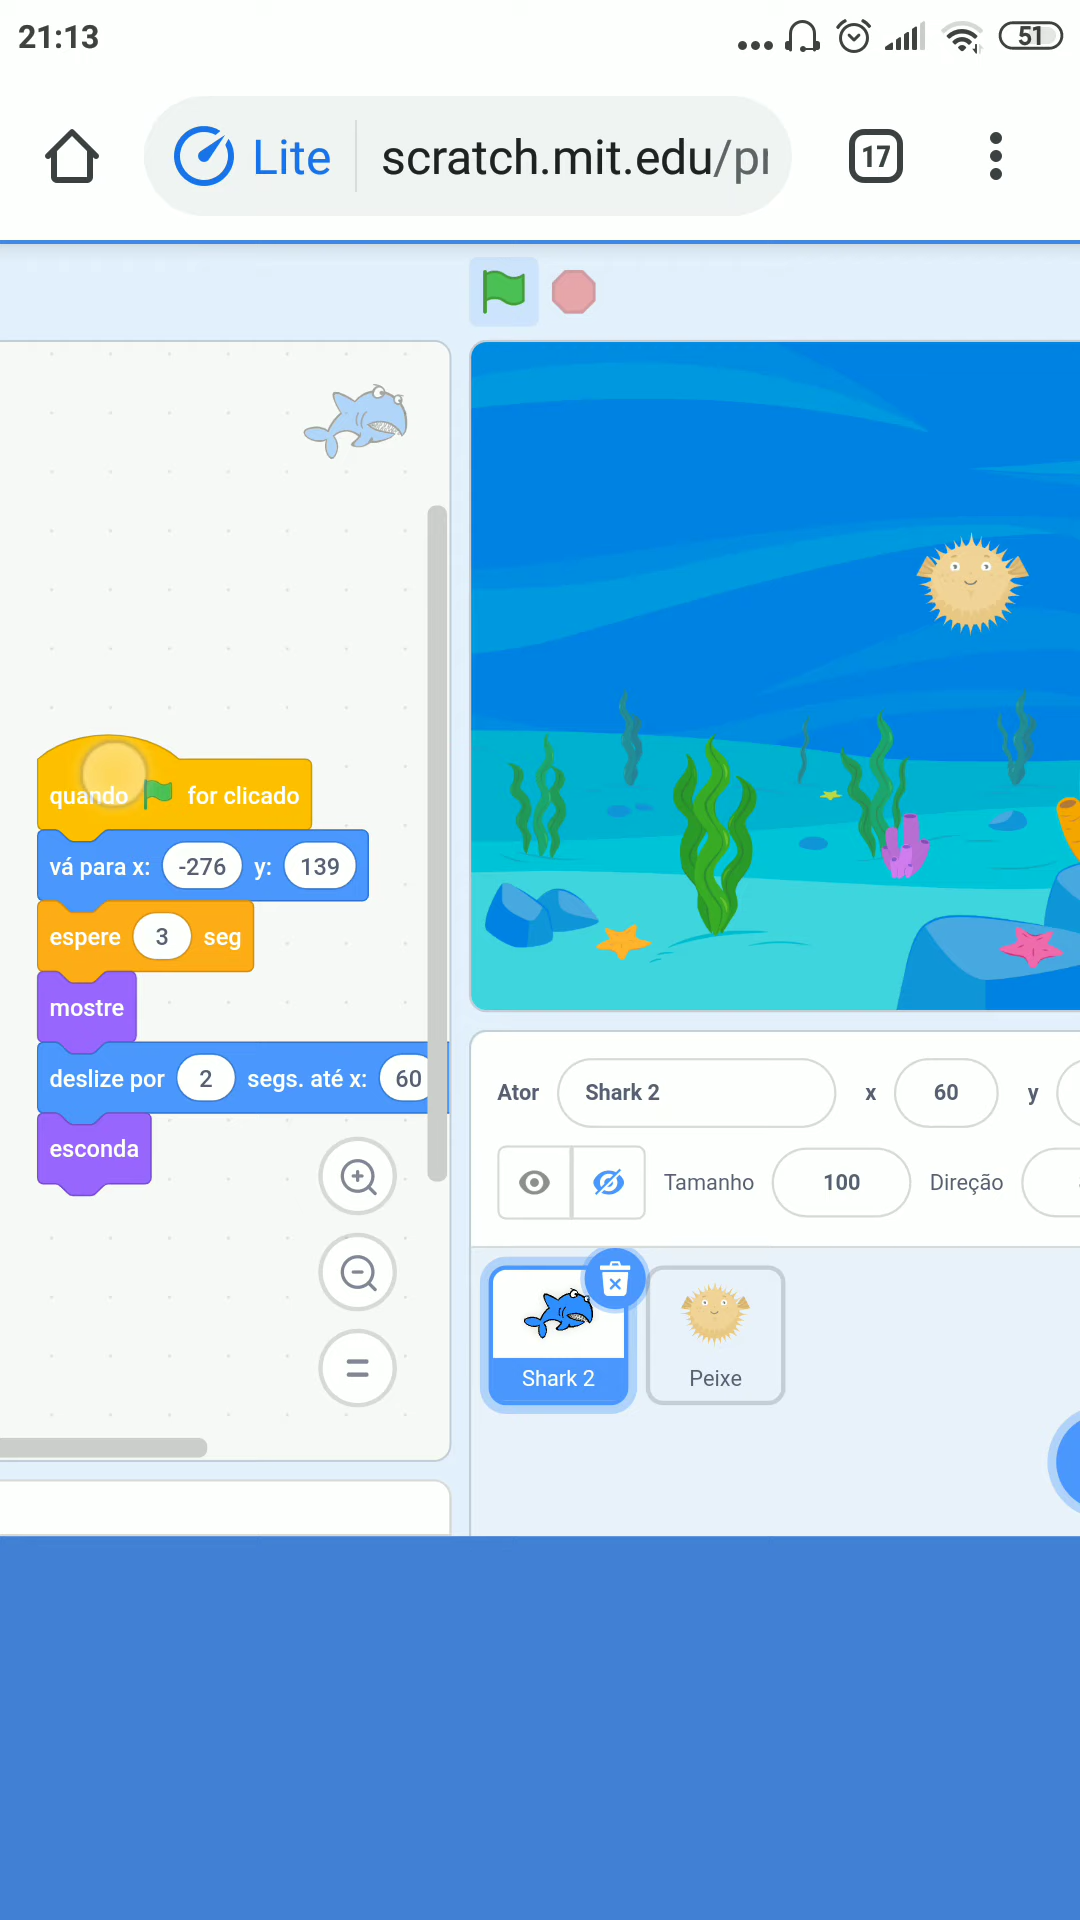 21:13
51
Lite
scratch.mit.edu/pr
17
quando for clicado
vá para x: -276 y: 139
espere 3 seg
mostre
deslize por 2 segs. até x: 60
esconda
Ator Shark 2 x 60 y
Tamanho 100 Direção
Shark 2
Peixe